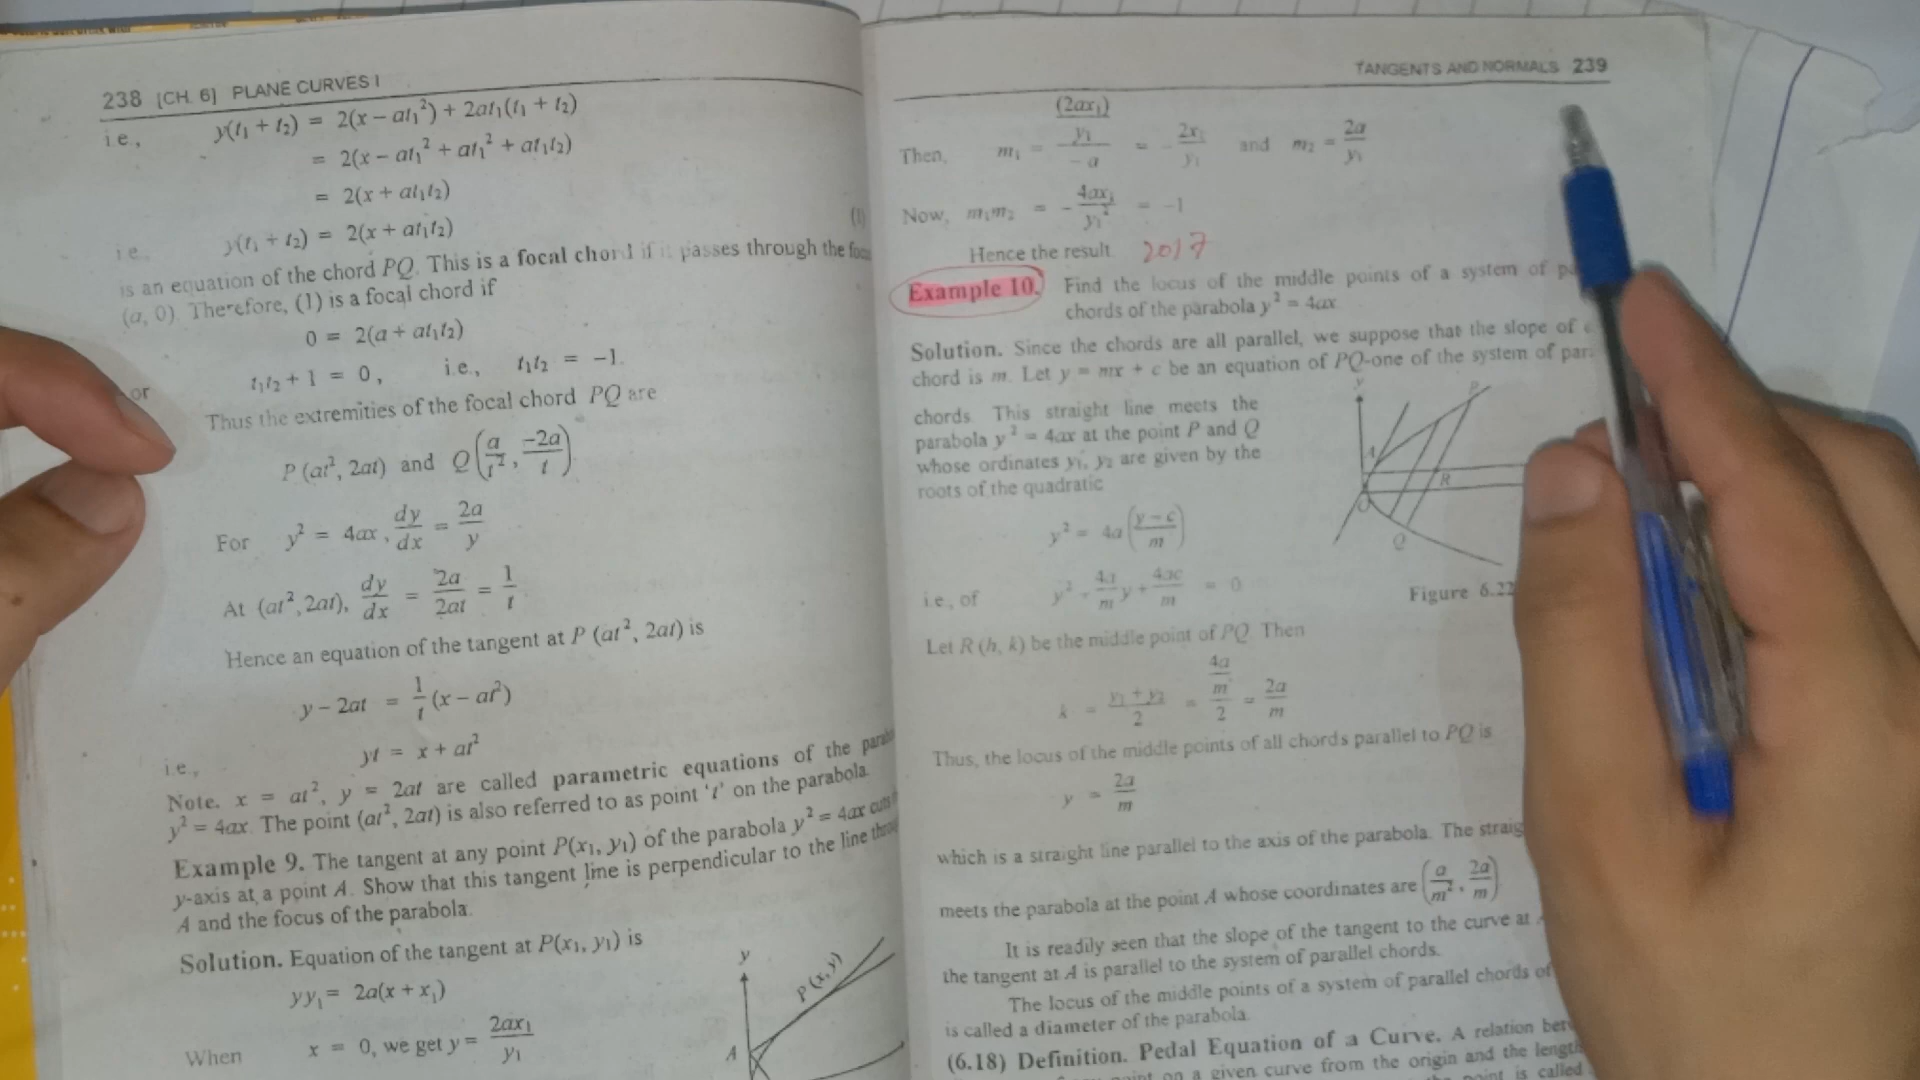 238 [CH. 6] PLANE CURVES I
i.e., y(t₁ + t₂) = 2(x – at₁²) + 2at₁(t₁ + t₂)
= 2(x – at₁² + at₁² + at₁t₂)
= 2(x + at₁t₂)
i.e. y(t₁ + t₂) = 2(x + at₁t₂) (1)
is an equation of the chord PQ. This is a focal chord if it passes through the
(a, 0). Therefore, (1) is a focal chord if
0 = 2(a + at₁t₂)
or t₁t₂ + 1 = 0, i.e., t₁t₂ = –1.
Thus the extremities of the focal chord PQ are
P (at², 2at) and Q (a/t², –2a/t)
For y² = 4ax, dy/dx = 2a/y
At (at², 2at), dy/dx = 2a/2at = 1/t
Hence an equation of the tangent at P (at², 2at) is
y – 2at = 1/t (x – at²)
i.e., yt = x + at²
Note. x = at², y = 2at are called parametric equations of the
y² = 4ax. The point (at², 2at) is also referred to as point 't' on the parabola.
Example 9. The tangent at any point P(x₁, y₁) of the parabola y² = 4ax cuts
y-axis at a point A. Show that this tangent line is perpendicular to the line
A and the focus of the parabola.
Solution. Equation of the tangent at P(x₁, y₁) is
yy₁ = 2a(x + x₁)
When x = 0, we get y = 2ax₁/y₁
y
P(x, y)
A
TANGENTS AND NORMALS 239
Then, m₁ = (2ax₁)/y₁ / –a = – 2x₁/y₁ and m₂ = 2a/y₁
Now, m₁m₂ = – 4ax₁/y₁² = –1
Hence the result. 2017
Example 10. Find the locus of the middle points of a system of
chords of the parabola y² = 4ax.
Solution. Since the chords are all parallel, we suppose that the slope of
chord is m. Let y = mx + c be an equation of PQ-one of the system of
chords. This straight line meets the
parabola y² = 4ax at the point P and Q
whose ordinates y₁, y₂ are given by the
roots of the quadratic
y² = 4a (y – c/m)
i.e., of y² – 4a/m y + 4ac/m = 0
y
P
A
R
O
Q
Figure 6.22
Let R (h, k) be the middle point of PQ. Then
k = y₁ + y₂/2 = 4a/m/2 = 2a/m
Thus, the locus of the middle points of all chords parallel to PQ is
y = 2a/m
which is a straight line parallel to the axis of the parabola. The
meets the parabola at the point A whose coordinates are (a/m², 2a/m)
It is readily seen that the slope of the tangent to the curve at
the tangent at A is parallel to the system of parallel chords.
The locus of the middle points of a system of parallel chords of
is called a diameter of the parabola.
(6.18) Definition. Pedal Equation of a Curve. A relation
point on a given curve from the origin and the
point is called